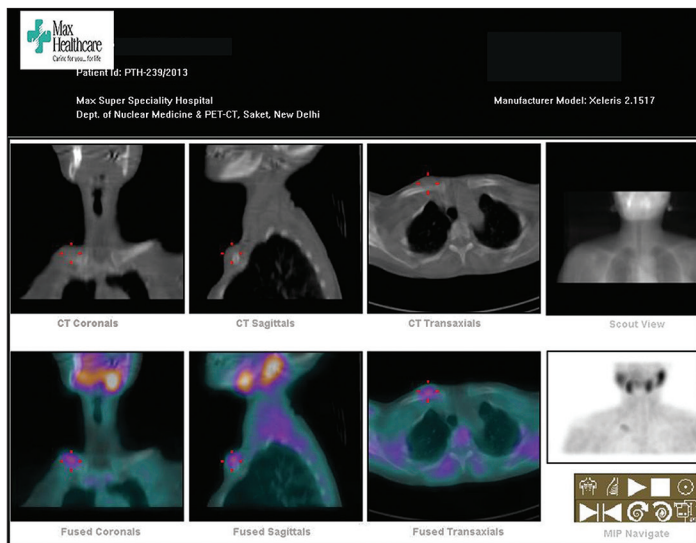 Max
Healthcare
Caring for you... for life
Patient Id: PTH-239/2013
Max Super Speciality Hospital
Dept. of Nuclear Medicine & PET-CT, Saket, New Delhi
Manufacturer Model: Xeleris 2.1517
CT Coronals
CT Sagittals
CT Transaxials
Scout View
Fused Coronals
Fused Sagittals
Fused Transaxials
MIP Navigate